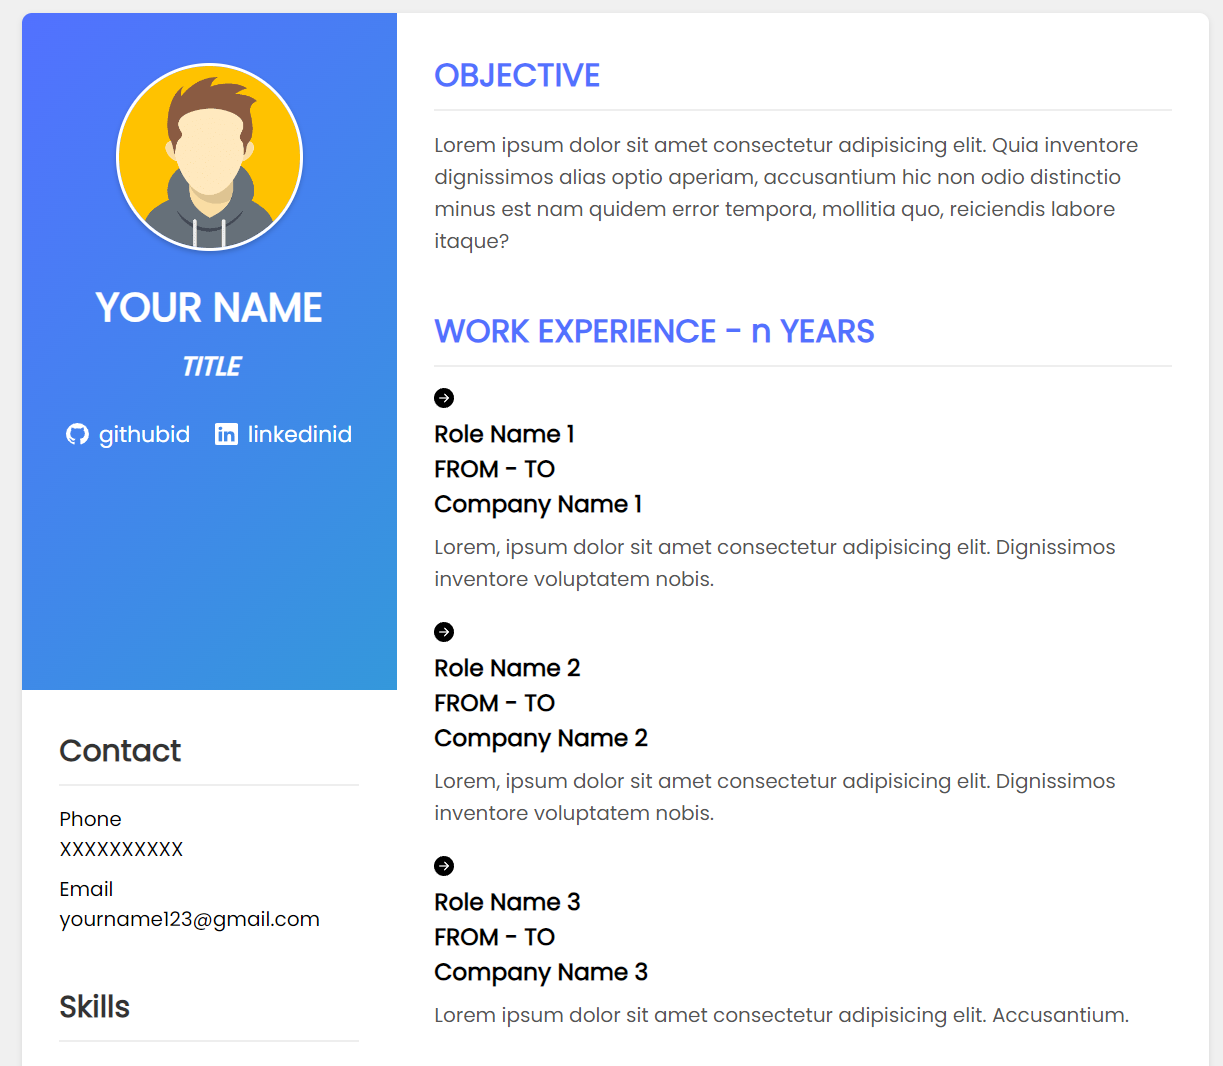 YOUR NAME
TITLE
githubid linkedinid
Contact
Phone
XXXXXXXXXX
Email
yourname123@gmail.com
Skills
OBJECTIVE
Lorem ipsum dolor sit amet consectetur adipisicing elit. Quia inventore
dignissimos alias optio aperiam, accusantium hic non odio distinctio
minus est nam quidem error tempora, mollitia quo, reiciendis labore
itaque?
WORK EXPERIENCE - n YEARS
Role Name 1
FROM - TO
Company Name 1
Lorem, ipsum dolor sit amet consectetur adipisicing elit. Dignissimos
inventore voluptatem nobis.
Role Name 2
FROM - TO
Company Name 2
Lorem, ipsum dolor sit amet consectetur adipisicing elit. Dignissimos
inventore voluptatem nobis.
Role Name 3
FROM - TO
Company Name 3
Lorem ipsum dolor sit amet consectetur adipisicing elit. Accusantium.